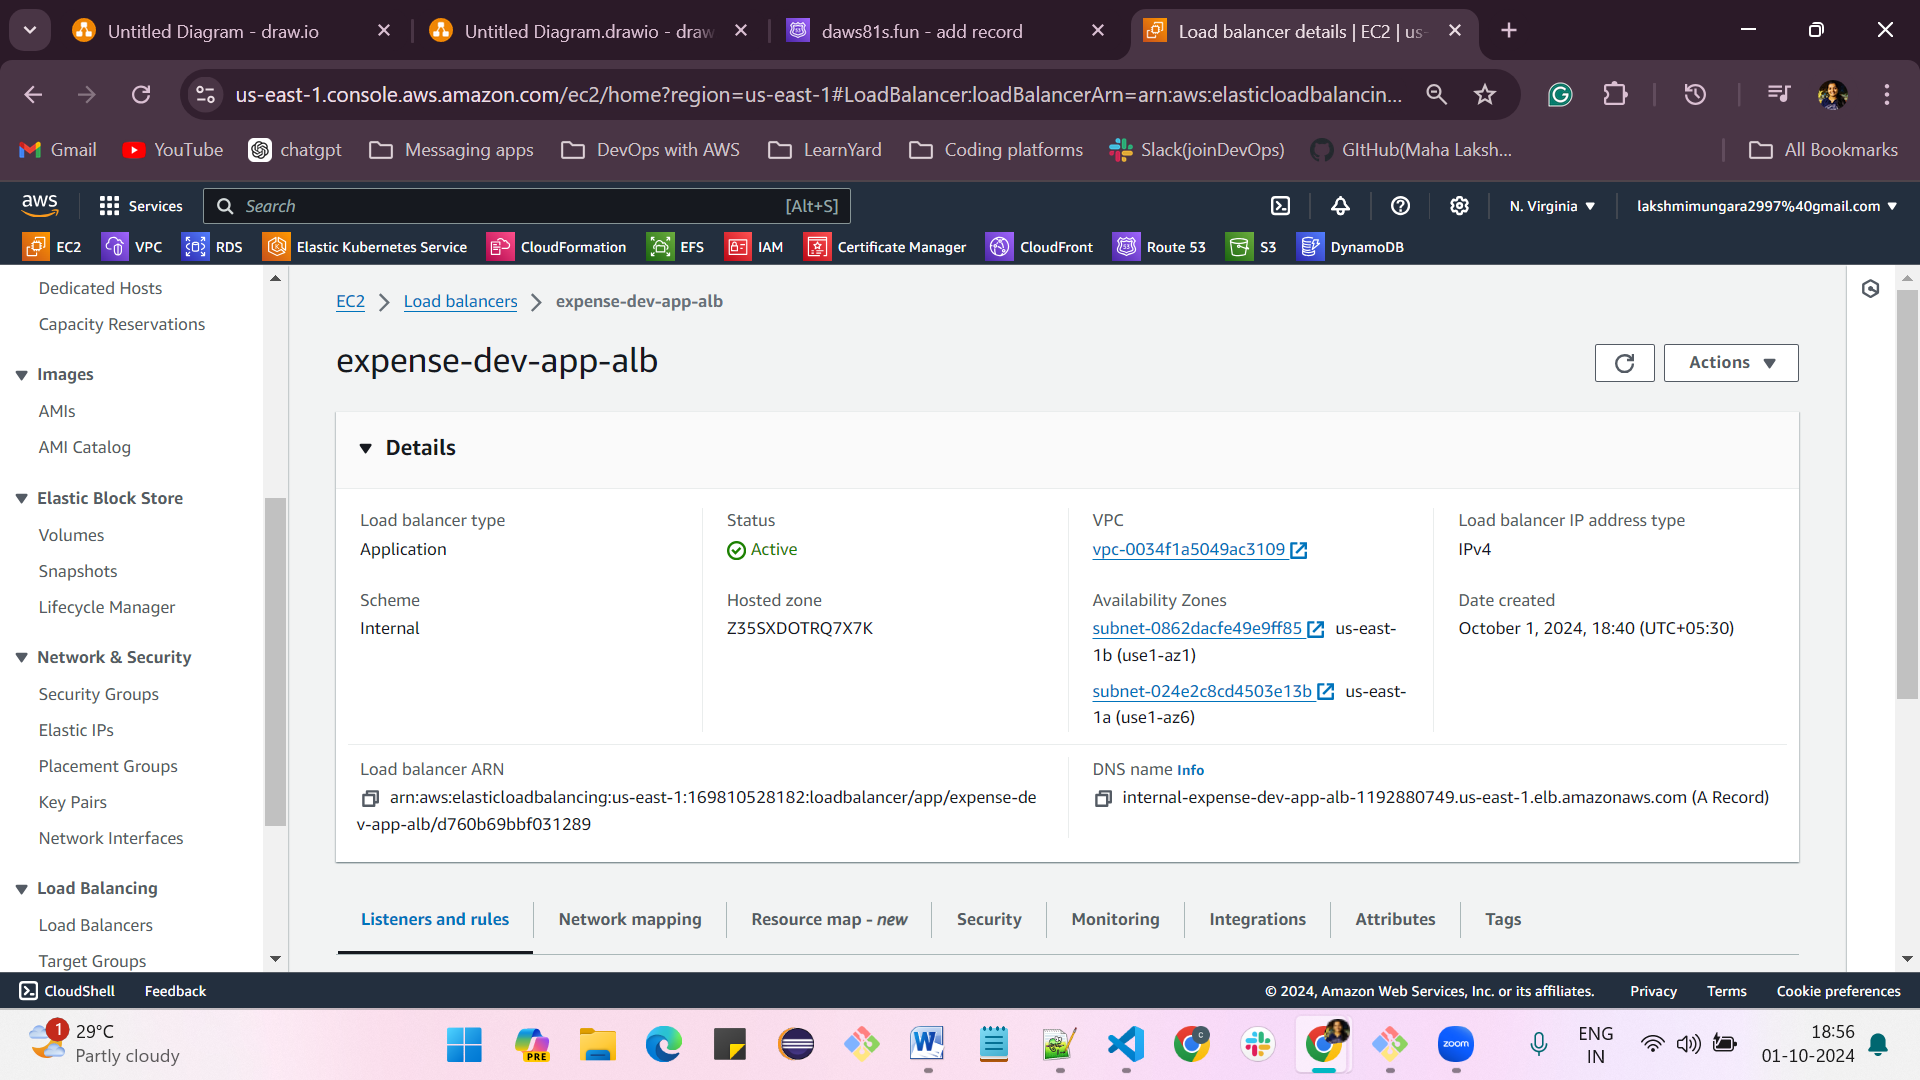 Untitled Diagram - draw.io
Untitled Diagram.drawio - draw
daws81s.fun - add record
Load balancer details | EC2 | us-
us-east-1.console.aws.amazon.com/ec2/home?region=us-east-1#LoadBalancer:loadBalancerArn=arn:aws:elasticloadbalancin...
Gmail
YouTube
chatgpt
Messaging apps
DevOps with AWS
LearnYard
Coding platforms
Slack(joinDevOps)
GItHub(Maha Laksh...
All Bookmarks
aws
Services
Search
[Alt+S]
N. Virginia
lakshmimungara2997%40gmail.com
EC2
VPC
RDS
Elastic Kubernetes Service
CloudFormation
EFS
IAM
Certificate Manager
CloudFront
Route 53
S3
DynamoDB
Dedicated Hosts
Capacity Reservations
Images
AMIs
AMI Catalog
Elastic Block Store
Volumes
Snapshots
Lifecycle Manager
Network & Security
Security Groups
Elastic IPs
Placement Groups
Key Pairs
Network Interfaces
Load Balancing
Load Balancers
Target Groups
EC2
Load balancers
expense-dev-app-alb
expense-dev-app-alb
Actions
Details
Load balancer type
Application
Status
Active
VPC
vpc-0034f1a5049ac3109
Load balancer IP address type
IPv4
Scheme
Internal
Hosted zone
Z35SXDOTRQ7X7K
Availability Zones
subnet-0862dacfe49e9ff85 us-east-
1b (use1-az1)
subnet-024e2c8cd4503e13b us-east-
1a (use1-az6)
Date created
October 1, 2024, 18:40 (UTC+05:30)
Load balancer ARN
arn:aws:elasticloadbalancing:us-east-1:169810528182:loadbalancer/app/expense-de
v-app-alb/d760b69bbf031289
DNS name Info
internal-expense-dev-app-alb-1192880749.us-east-1.elb.amazonaws.com (A Record)
Listeners and rules
Network mapping
Resource map - new
Security
Monitoring
Integrations
Attributes
Tags
CloudShell
Feedback
© 2024, Amazon Web Services, Inc. or its affiliates.
Privacy
Terms
Cookie preferences
1
29°C
Partly cloudy
PRE
W
C
zoom
ENG
IN
18:56
01-10-2024